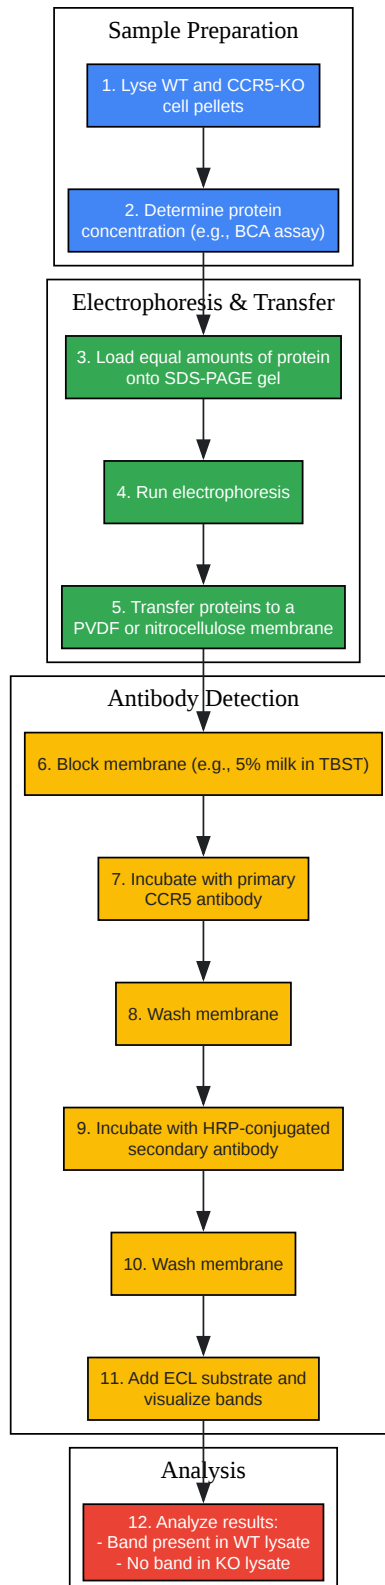 Sample Preparation
1. Lyse WT and CCR5-KO
cell pellets
2. Determine protein
concentration (e.g., BCA assay)
Electrophoresis & Transfer
3. Load equal amounts of protein
onto SDS-PAGE gel
4. Run electrophoresis
5. Transfer proteins to a
PVDF or nitrocellulose membrane
Antibody Detection
6. Block membrane (e.g., 5% milk in TBST)
7. Incubate with primary
CCR5 antibody
8. Wash membrane
9. Incubate with HRP-conjugated
secondary antibody
10. Wash membrane
11. Add ECL substrate and
visualize bands
Analysis
12. Analyze results:
- Band present in WT lysate
- No band in KO lysate